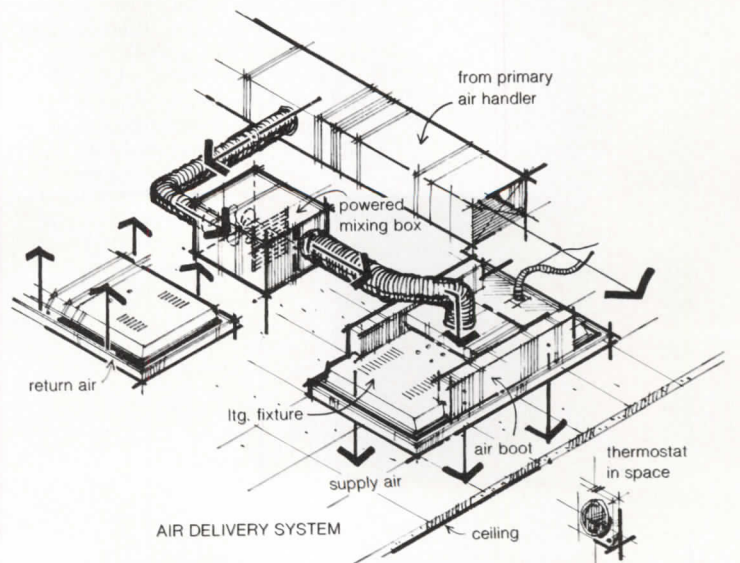 from primary
air handler
powered
mixing box
return air
ltg. fixture
air boot
supply air
thermostat
in space
ceiling
AIR DELIVERY SYSTEM